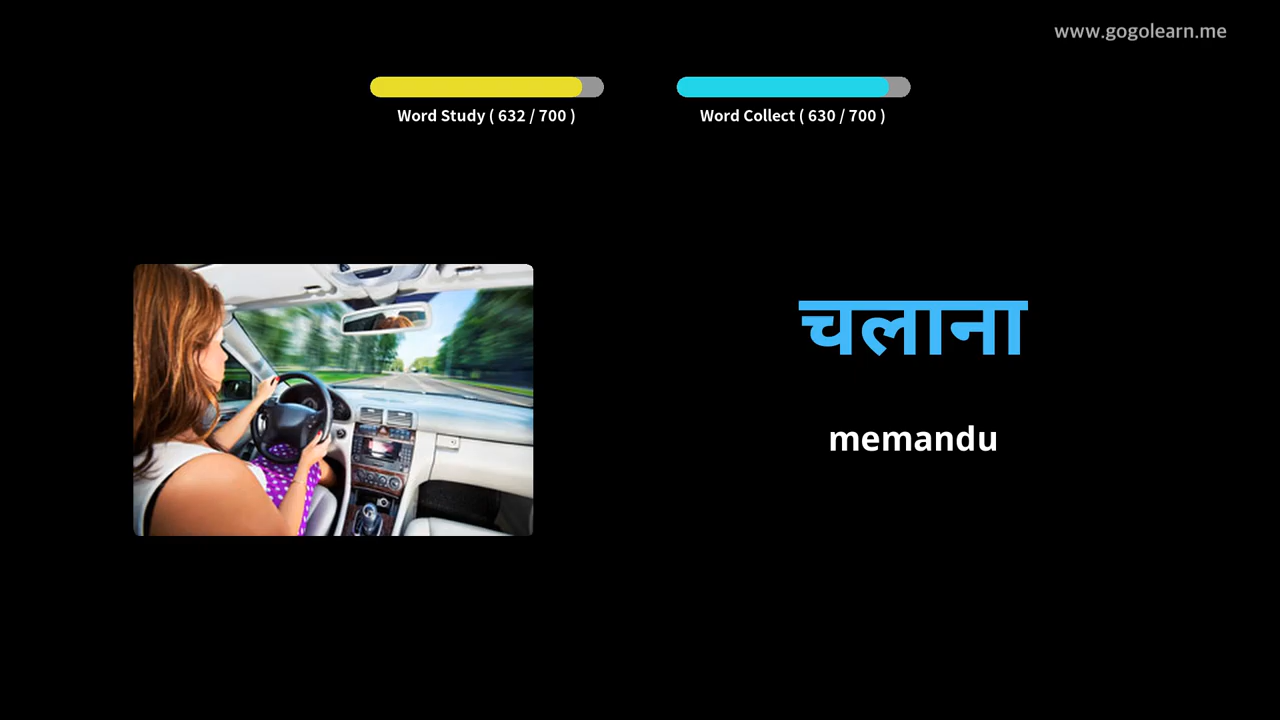 www.gogolearn.me
Word Study ( 632 / 700 )
Word Collect ( 630 / 700 )
चलाना
memandu